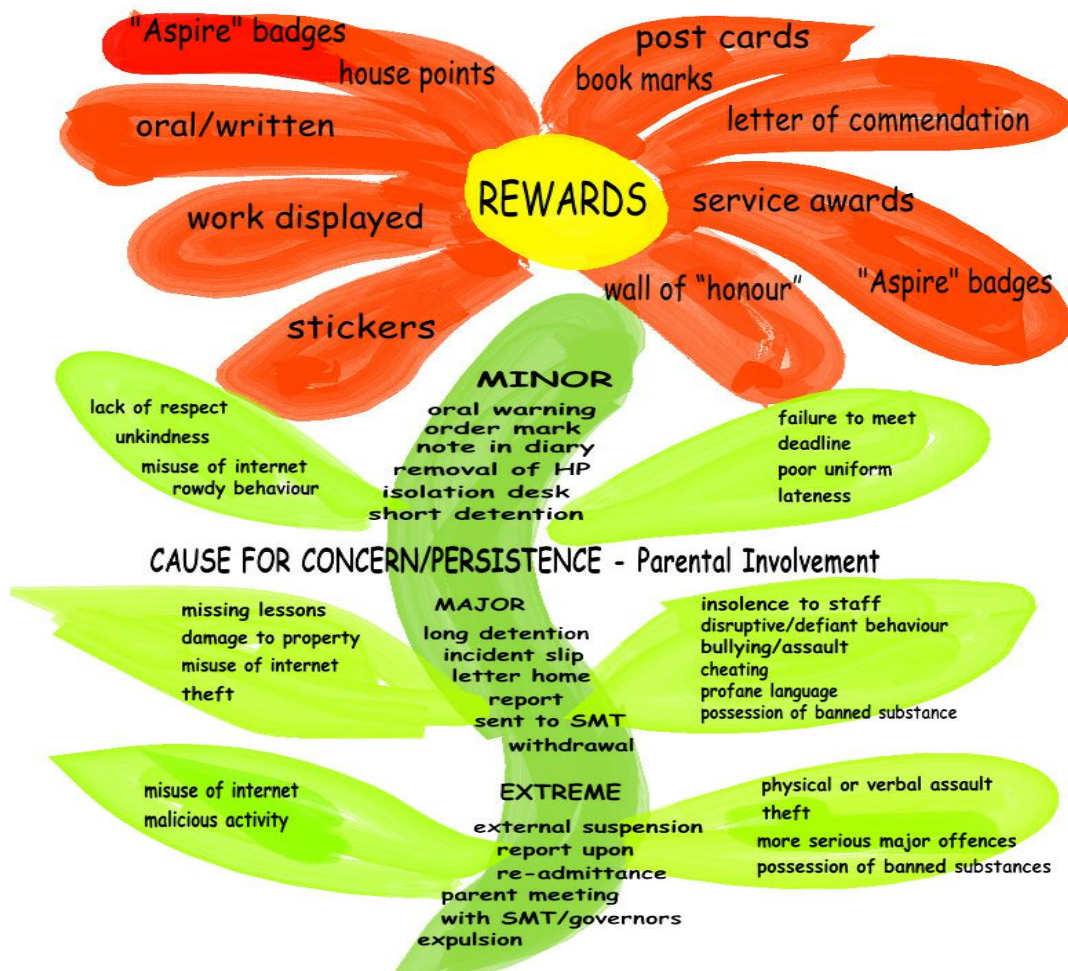 "Aspire" badges
house points
oral/written
work displayed
stickers
REWARDS
post cards
book marks
letter of commendation
service awards
"Aspire" badges
wall of “honour”
MINOR
oral warning
order mark
note in diary
removal of HP
isolation desk
short detention
lack of respect
unkindness
misuse of internet
rowdy behaviour
failure to meet
deadline
poor uniform
lateness
CAUSE FOR CONCERN/PERSISTENCE - Parental Involvement
MAJOR
long detention
incident slip
letter home
report
sent to SMT
withdrawal
missing lessons
damage to property
misuse of internet
theft
insolence to staff
disruptive/defiant behaviour
bullying/assault
cheating
profane language
possession of banned substance
EXTREME
external suspension
report upon
re-admittance
parent meeting
with SMT/governors
expulsion
misuse of internet
malicious activity
physical or verbal assault
theft
more serious major offences
possession of banned substances